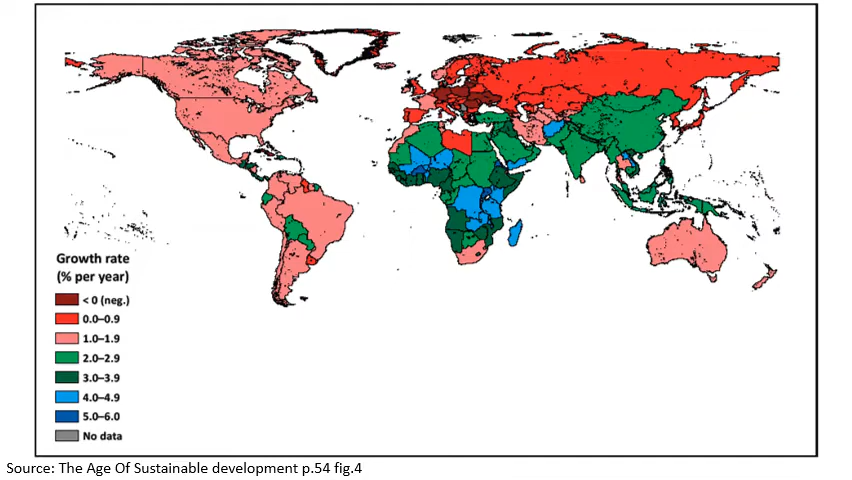 Growth rate
(% per year)
< 0 (neg.)
0.0–0.9
1.0–1.9
2.0–2.9
3.0–3.9
4.0–4.9
5.0–6.0
No data
Source: The Age Of Sustainable development p.54 fig.4